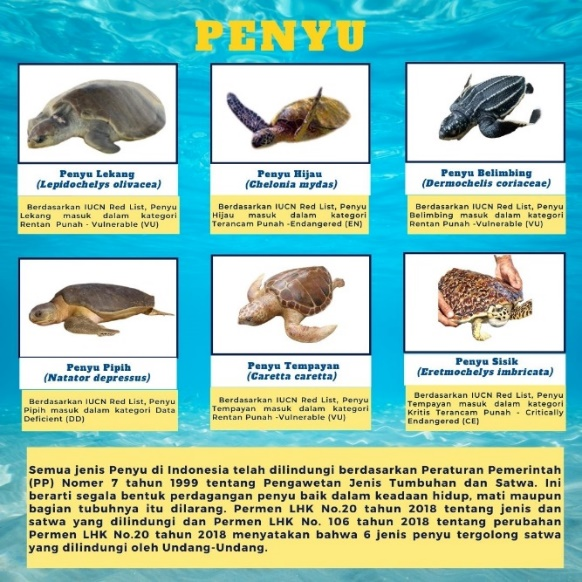 PENYU
Penyu Lekang
(Lepidochelys olivacea)
Berdasarkan IUCN Red List, Penyu
Lekang masuk dalam kategori
Rentan Punah - Vulnerable (VU)
Penyu Hijau
(Chelonia mydas)
Berdasarkan IUCN Red List, Penyu
Hijau masuk dalam kategori
Terancam Punah -Endangered (EN)
Penyu Belimbing
(Dermochelis coriaceae)
Berdasarkan IUCN Red List, Penyu
Belimbing masuk dalam kategori
Rentan Punah -Vulnerable (VU)
Penyu Pipih
(Natator depressus)
Berdasarkan IUCN Red List, Penyu
Pipih masuk dalam kategori Data
Deficient (DD)
Penyu Tempayan
(Caretta caretta)
Berdasarkan IUCN Red List, Penyu
Tempayan masuk dalam kategori
Rentan Punah -Vulnerable (VU)
Penyu Sisik
(Eretmochelys imbricata)
Berdasarkan IUCN Red List, Penyu
Tempayan masuk dalam kategori
Kritis Terancam Punah - Critically
Endangered (CE)
Semua jenis Penyu di Indonesia telah dilindungi berdasarkan Peraturan Pemerintah
(PP) Nomer 7 tahun 1999 tentang Pengawetan Jenis Tumbuhan dan Satwa. Ini
berarti segala bentuk perdagangan penyu baik dalam keadaan hidup, mati maupun
bagian tubuhnya itu dilarang. Permen LHK No.20 tahun 2018 tentang jenis dan
satwa yang dilindungi dan Permen LHK No. 106 tahun 2018 tentang perubahan
Permen LHK No.20 tahun 2018 menyatakan bahwa 6 jenis penyu tergolong satwa
yang dilindungi oleh Undang-Undang.